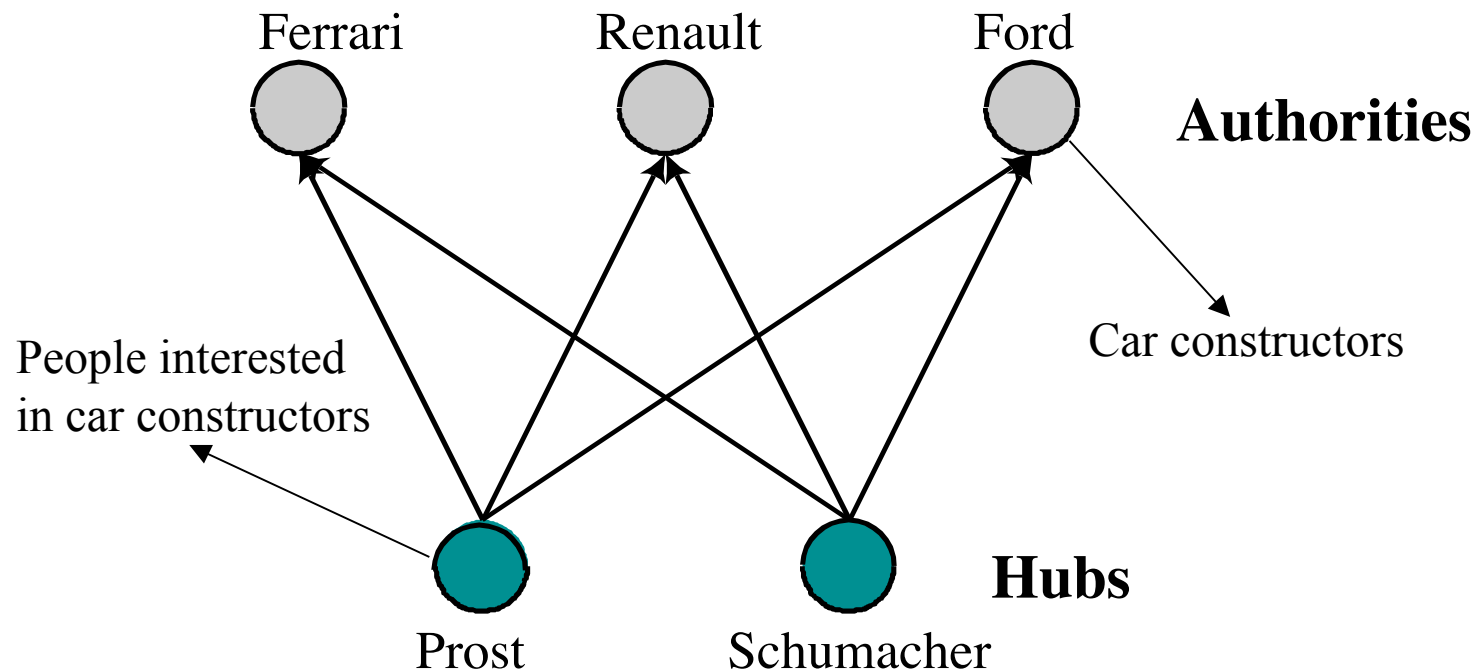 Ferrari
Renault
Ford
Authorities
Car constructors
People interested
in car constructors
Hubs
Prost
Schumacher